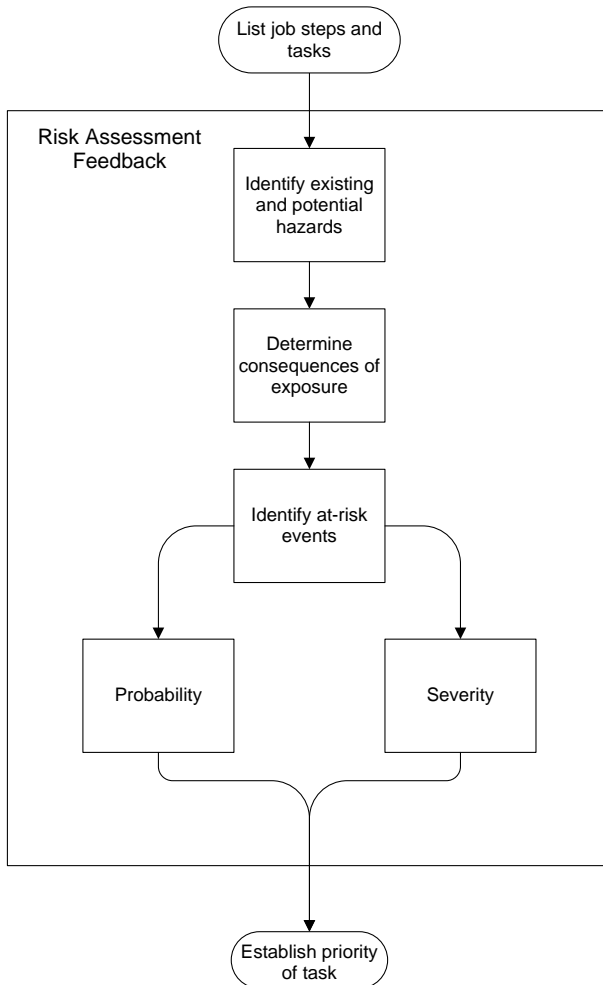 List job steps and
tasks
Risk Assessment
Feedback
Identify existing
and potential
hazards
Determine
consequences of
exposure
Identify at-risk
events
Probability
Severity
Establish priority
of task